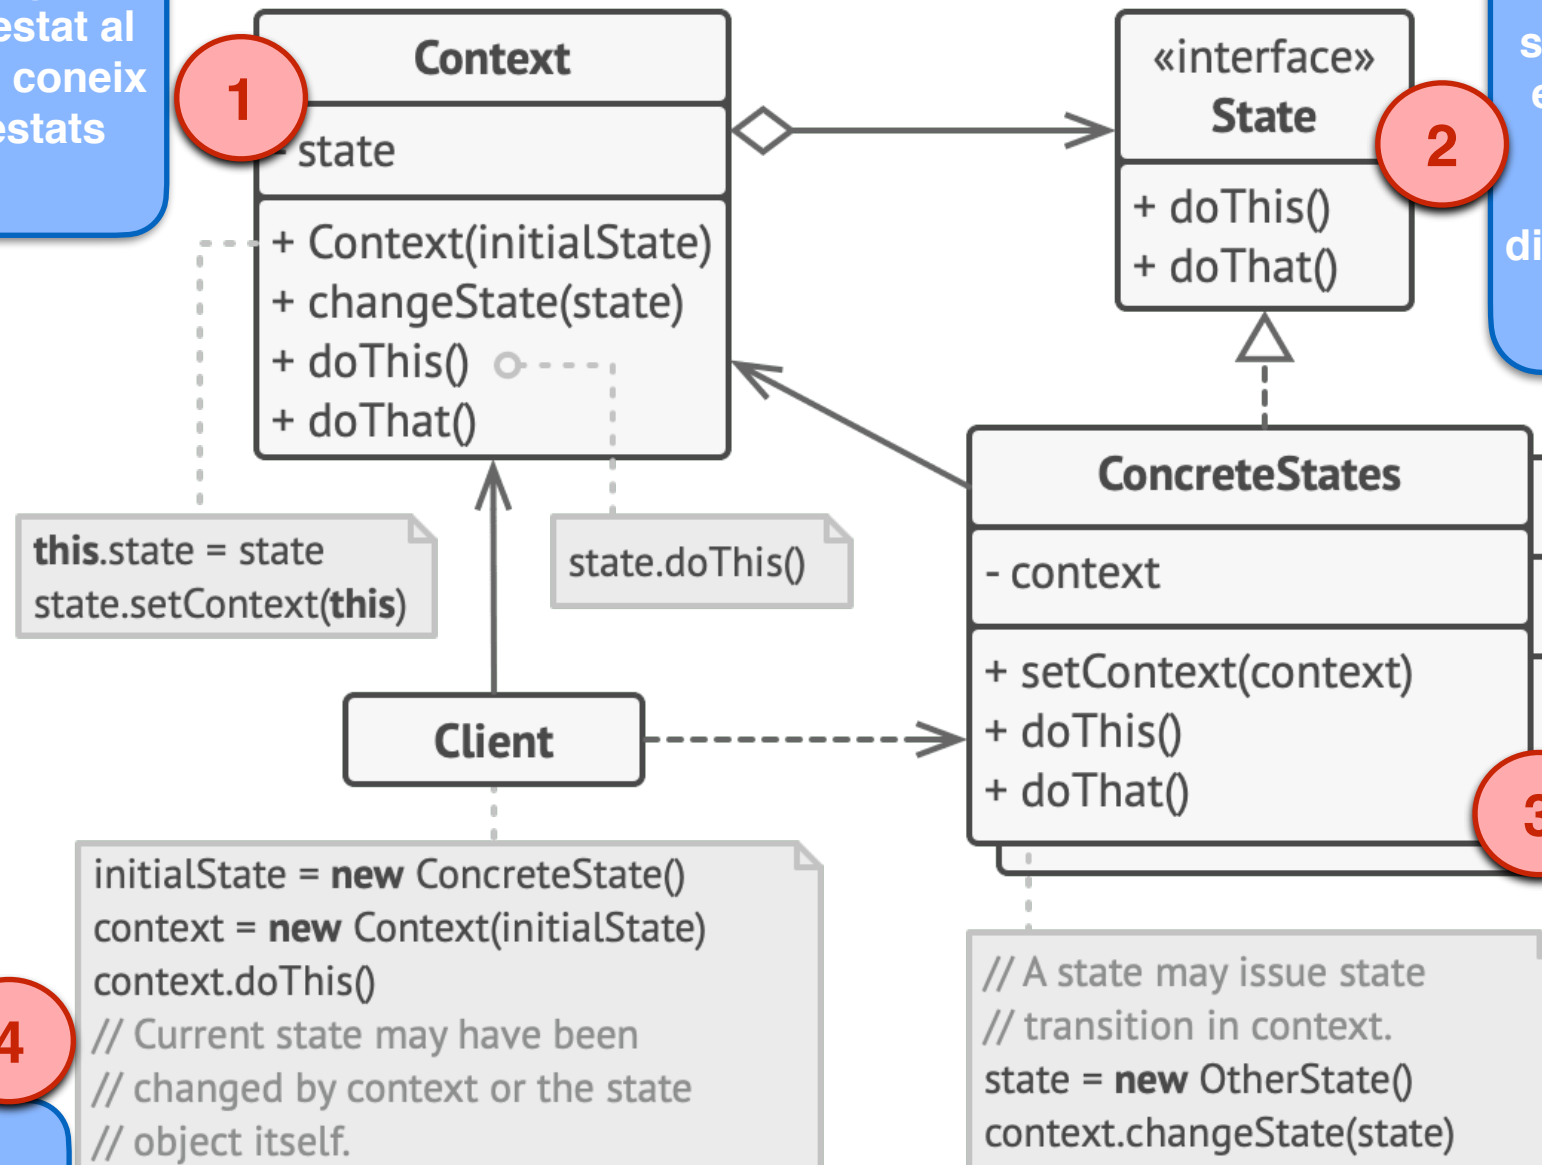 estat al
coneix
estats
1
Context
- state
+ Context(initialState)
+ changeState(state)
+ doThis()
+ doThat()
«interface»
State
+ doThis()
+ doThat()
2
di
this.state = state
state.setContext(this)
state.doThis()
ConcreteStates
- context
+ setContext(context)
+ doThis()
+ doThat()
3
Client
initialState = new ConcreteState()
context = new Context(initialState)
context.doThis()
// Current state may have been
// changed by context or the state
// object itself.
4
// A state may issue state
// transition in context.
state = new OtherState()
context.changeState(state)